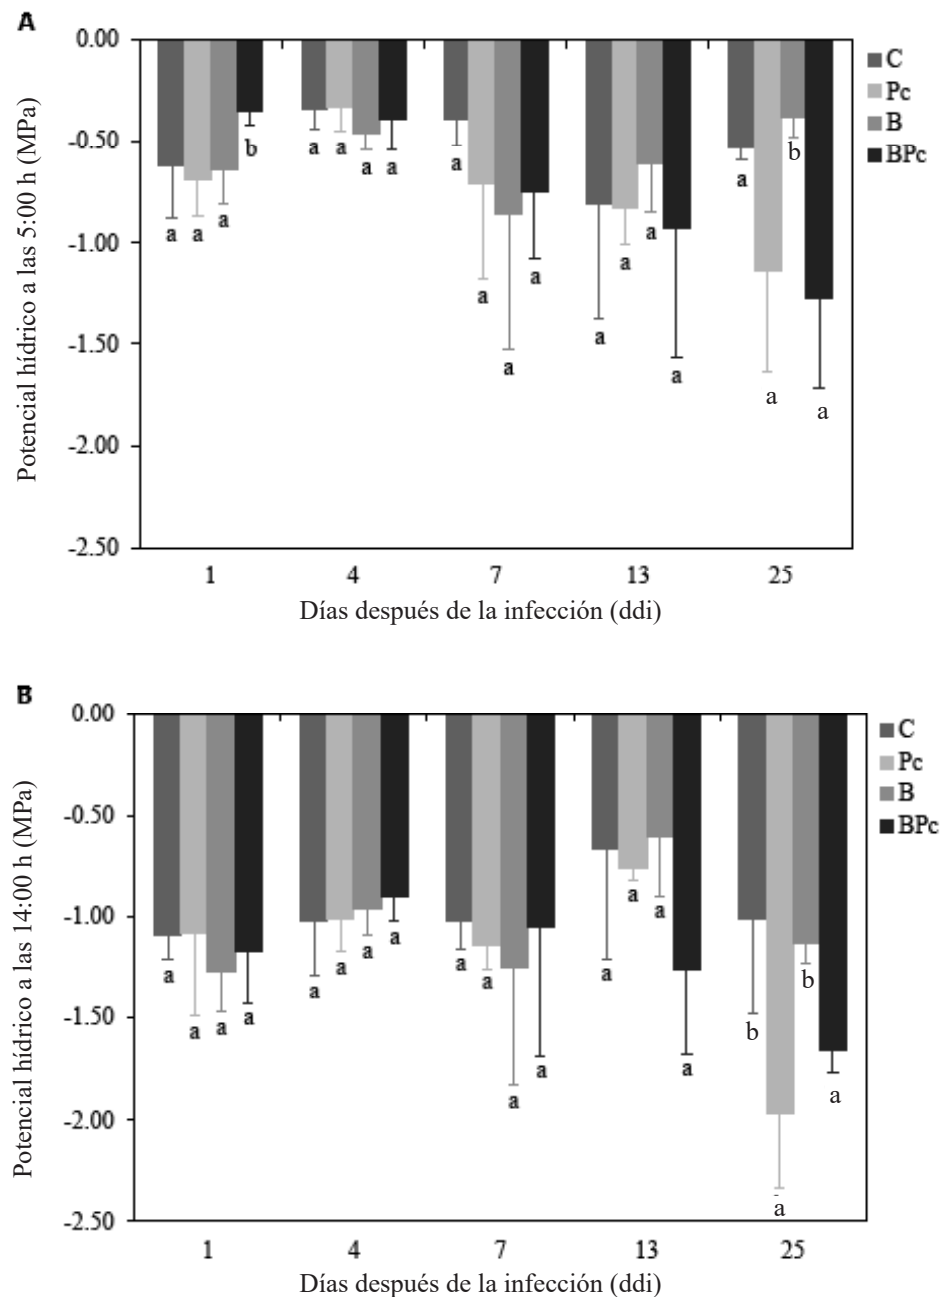 A
0.00
-0.50
-1.00
-1.50
-2.00
-2.50
Potencial hídrico a las 5:00 h (MPa)
C
Pc
B
BPc
a a a b
a a a a
a a a a
a a a a
a a b a
1 4 7 13 25
Días después de la infección (ddi)
B
0.00
-0.50
-1.00
-1.50
-2.00
-2.50
Potencial hídrico a las 14:00 h (MPa)
C
Pc
B
BPc
a a a a
a a a a
a a a a
a a a a
b a b a
1 4 7 13 25
Días después de la infección (ddi)